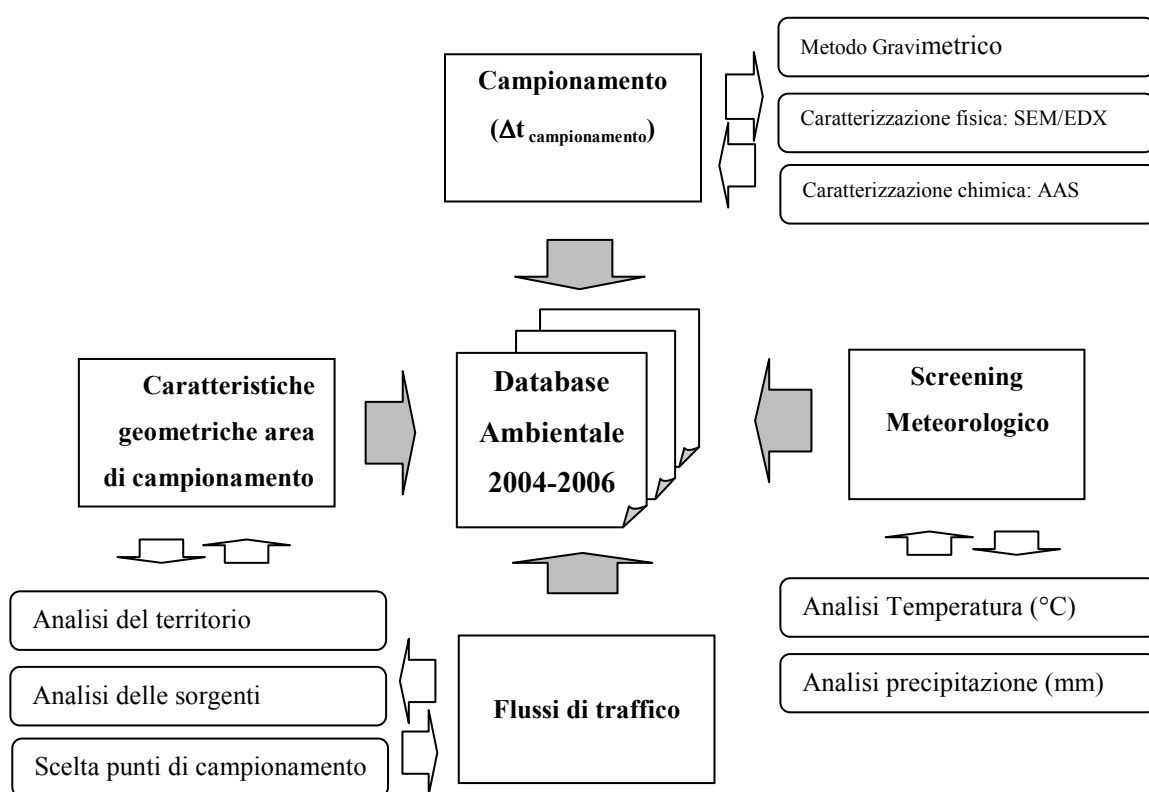 Campionamento
(Δt campionamento)
Metodo Gravimetrico
Caratterizzazione fisica: SEM/EDX
Caratterizzazione chimica: AAS
Caratteristiche
geometriche area
di campionamento
Database
Ambientale
2004-2006
Screening
Meteorologico
Analisi del territorio
Analisi delle sorgenti
Scelta punti di campionamento
Flussi di traffico
Analisi Temperatura (°C)
Analisi precipitazione (mm)